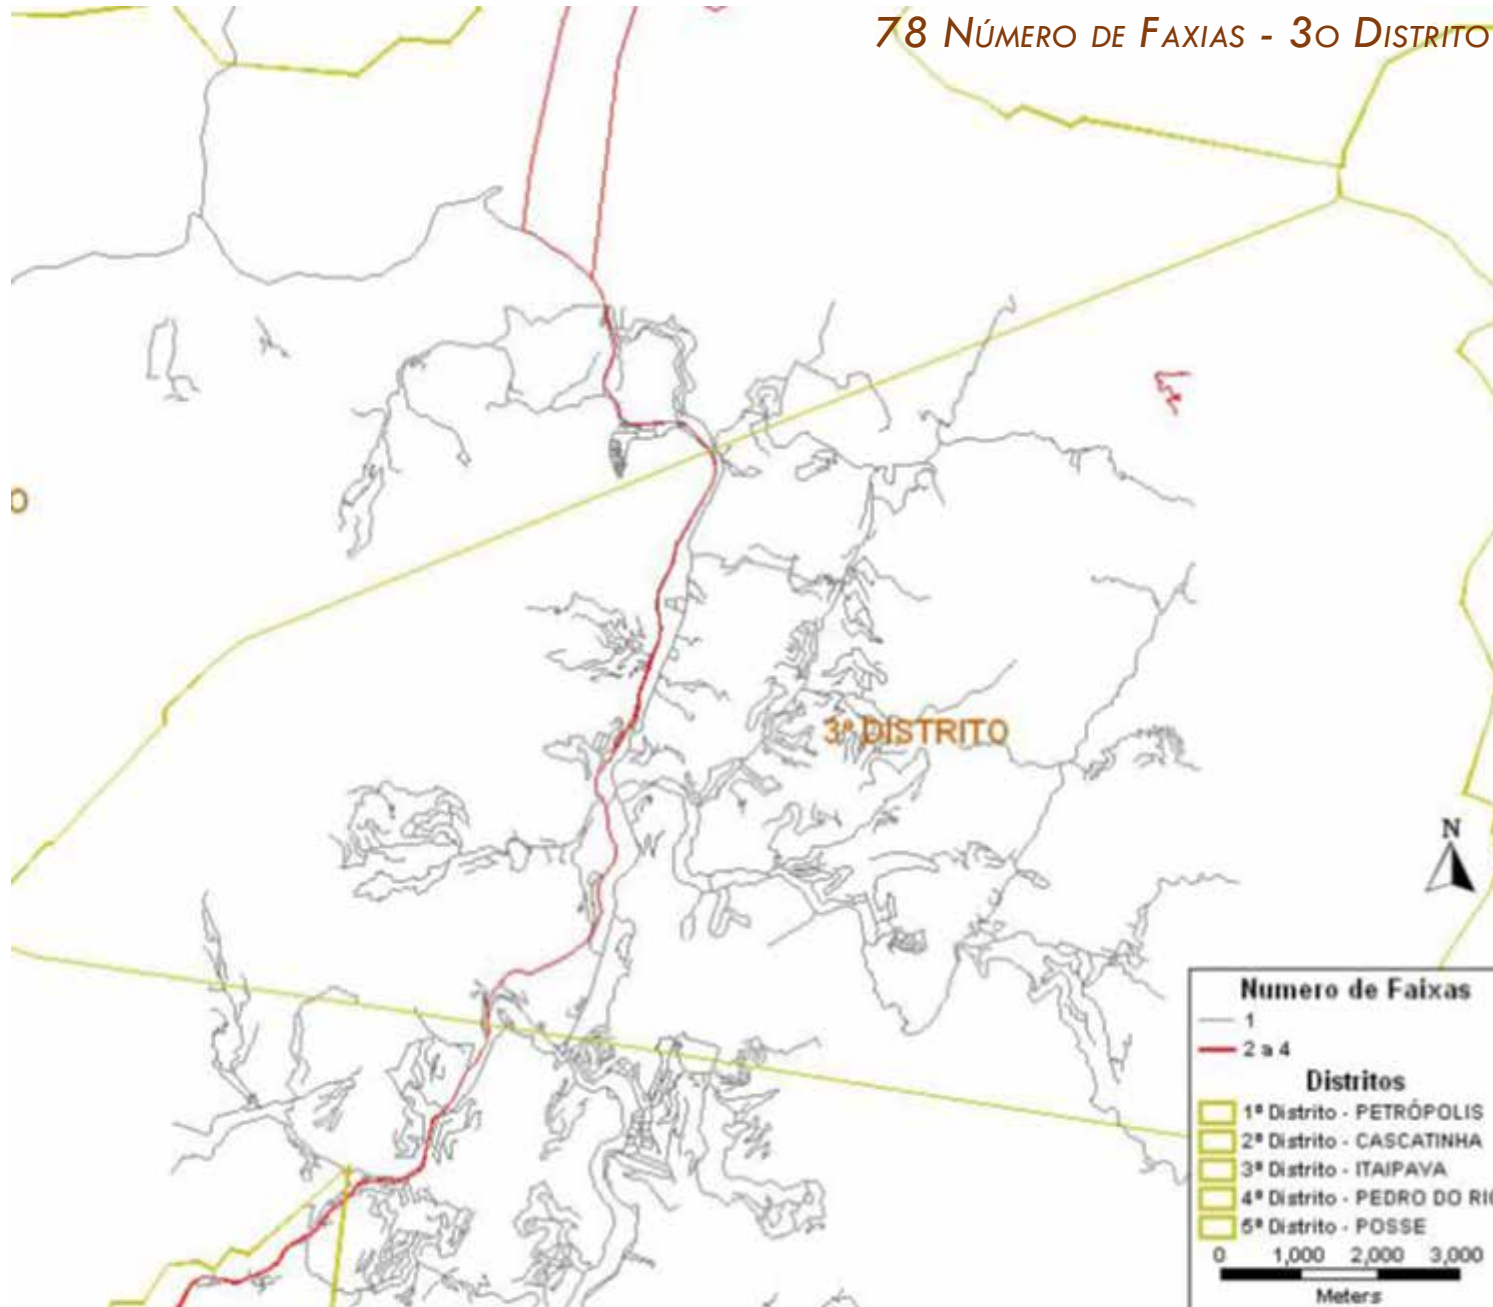 78 NÚMERO DE FAXIAS - 3O DISTRITO
O
3º DISTRITO
N
Numero de Faixas
1
2 a 4
Distritos
1º Distrito - PETRÓPOLIS
2º Distrito - CASCATINHA
3º Distrito - ITAIPAVA
4º Distrito - PEDRO DO RIO
5º Distrito - POSSE
0 1,000 2,000 3,000
Meters